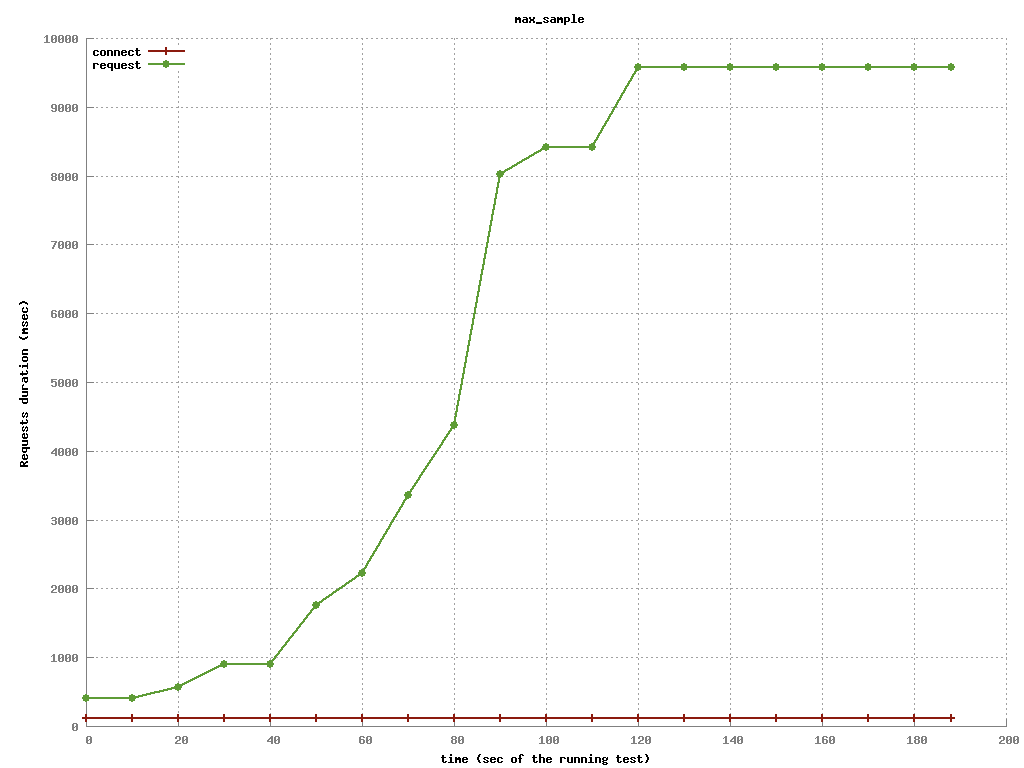 max_sample
connect
request
10000
9000
8000
7000
6000
5000
4000
3000
2000
1000
0
Requests duration (msec)
0 20 40 60 80 100 120 140 160 180 200
time (sec of the running test)